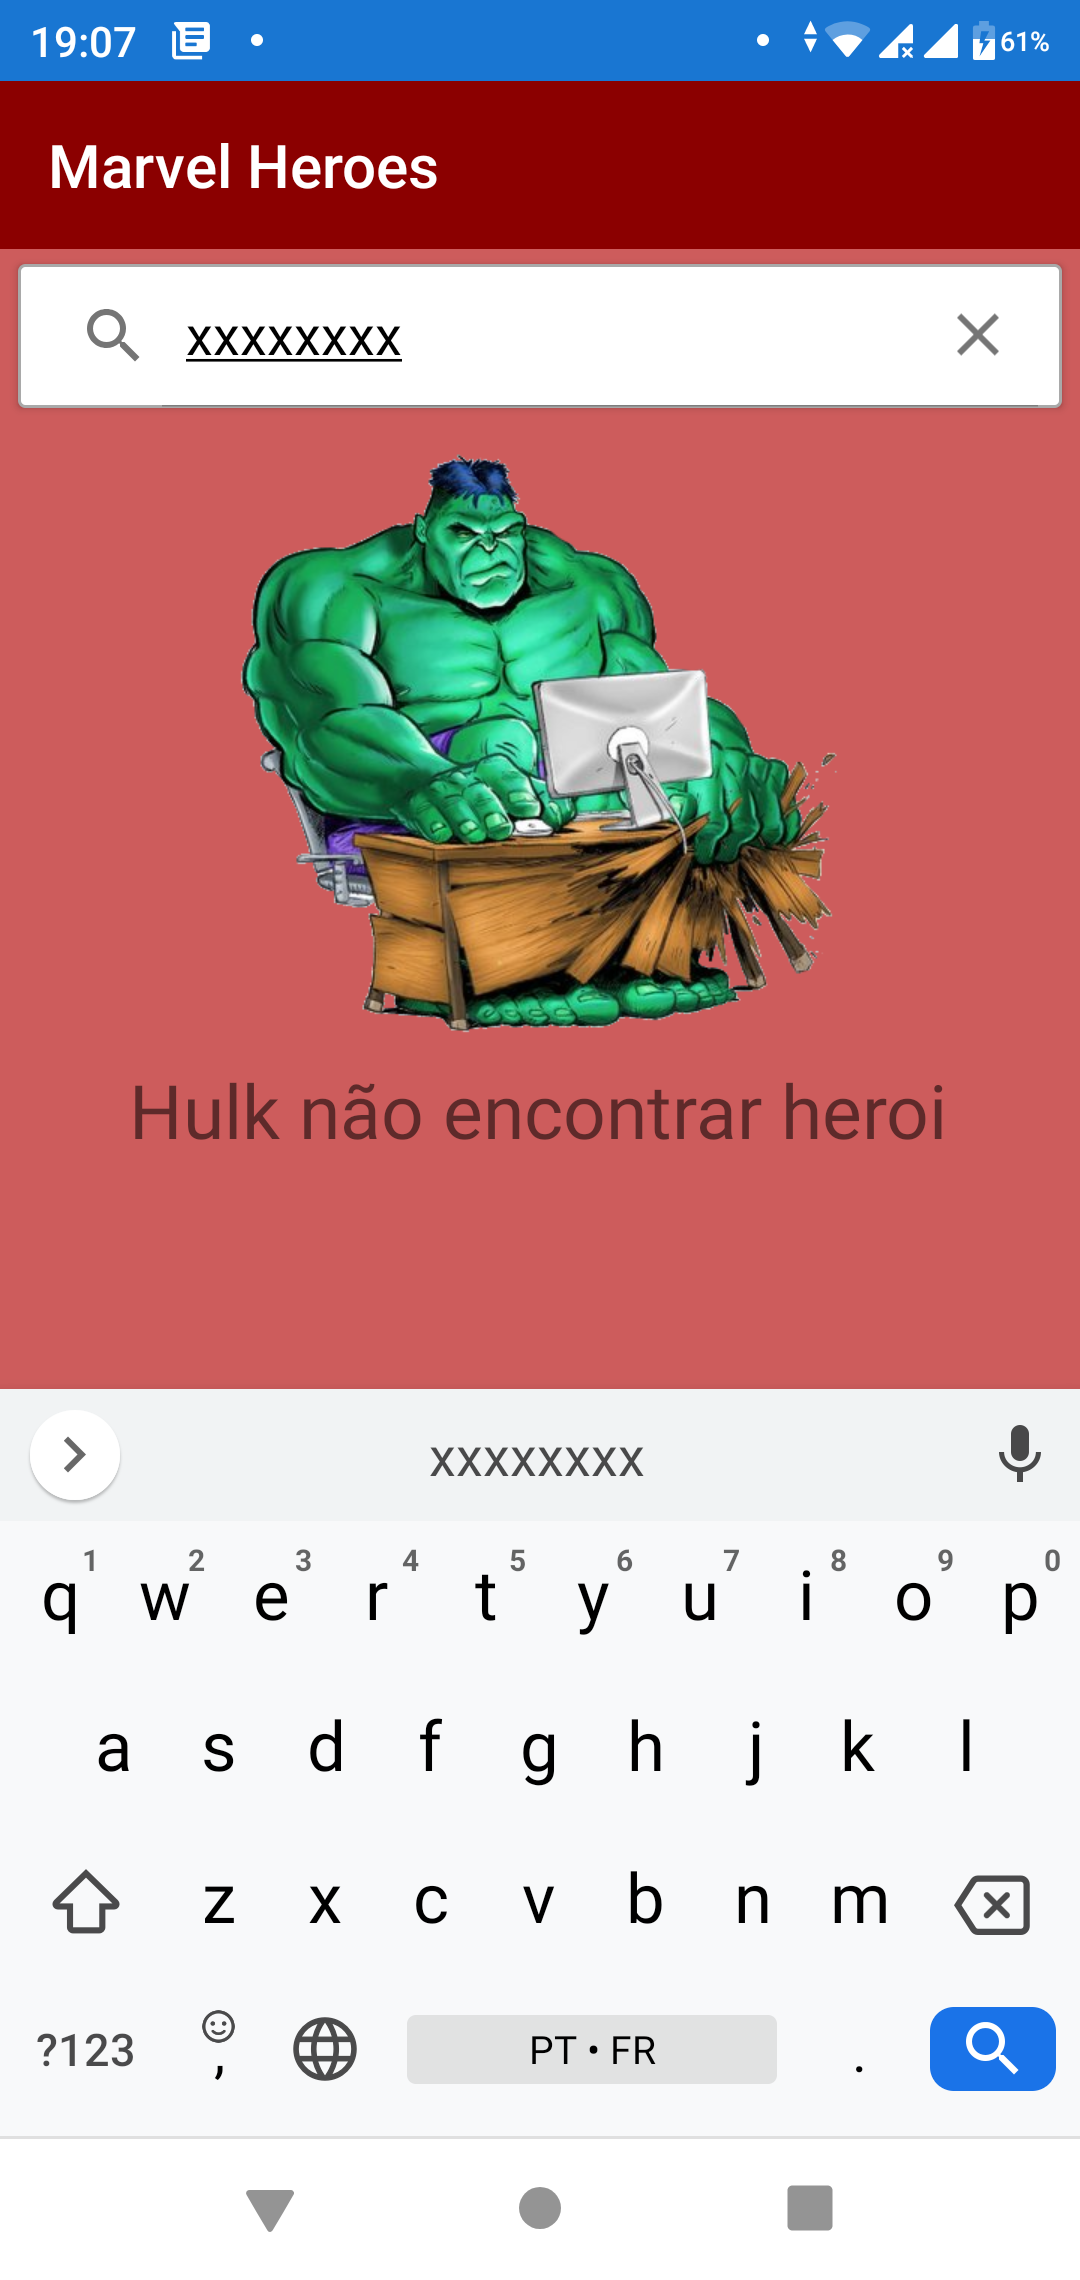 19:07
61%
Marvel Heroes
xxxxxxxx
Hulk não encontrar heroi
xxxxxxxx
1 2 3 4 5 6 7 8 9 0
q w e r t y u i o p
a s d f g h j k l
z x c v b n m
?123 , PT • FR .